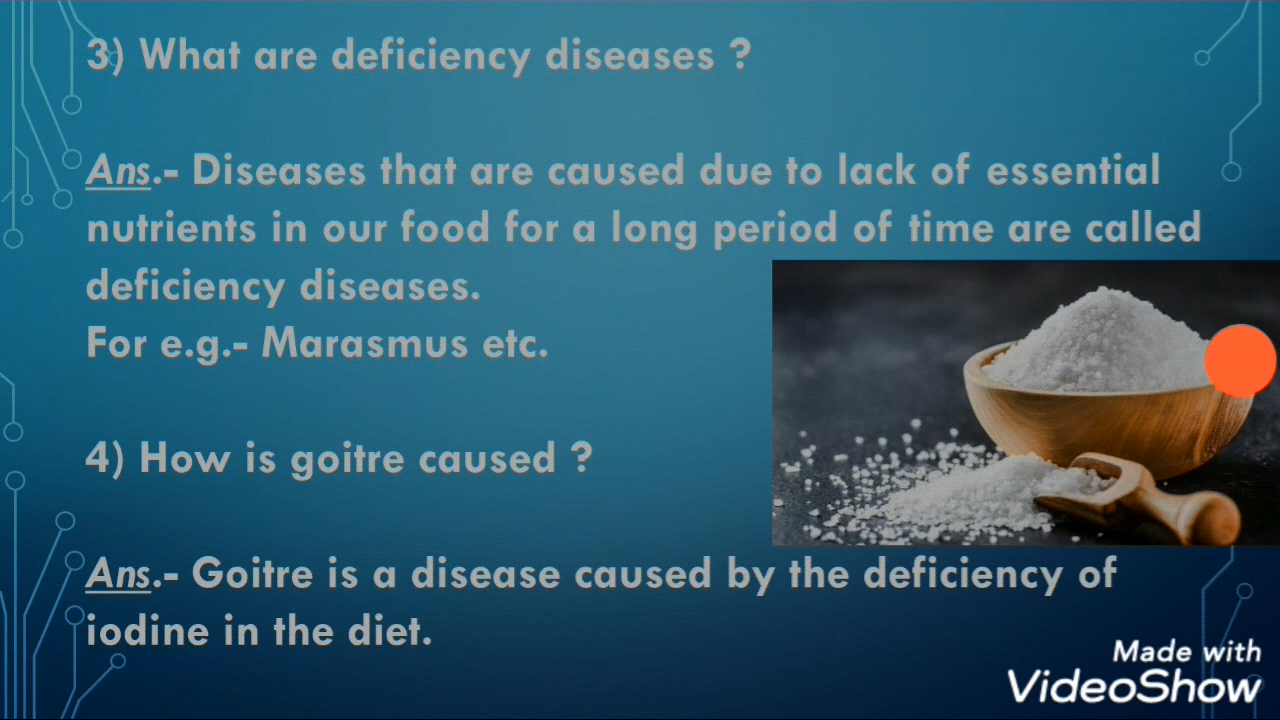 3) What are deficiency diseases ?
Ans.- Diseases that are caused due to lack of essential
nutrients in our food for a long period of time are called
deficiency diseases.
For e.g.- Marasmus etc.
4) How is goitre caused ?
Ans.- Goitre is a disease caused by the deficiency of
iodine in the diet.
Made with
VideoShow